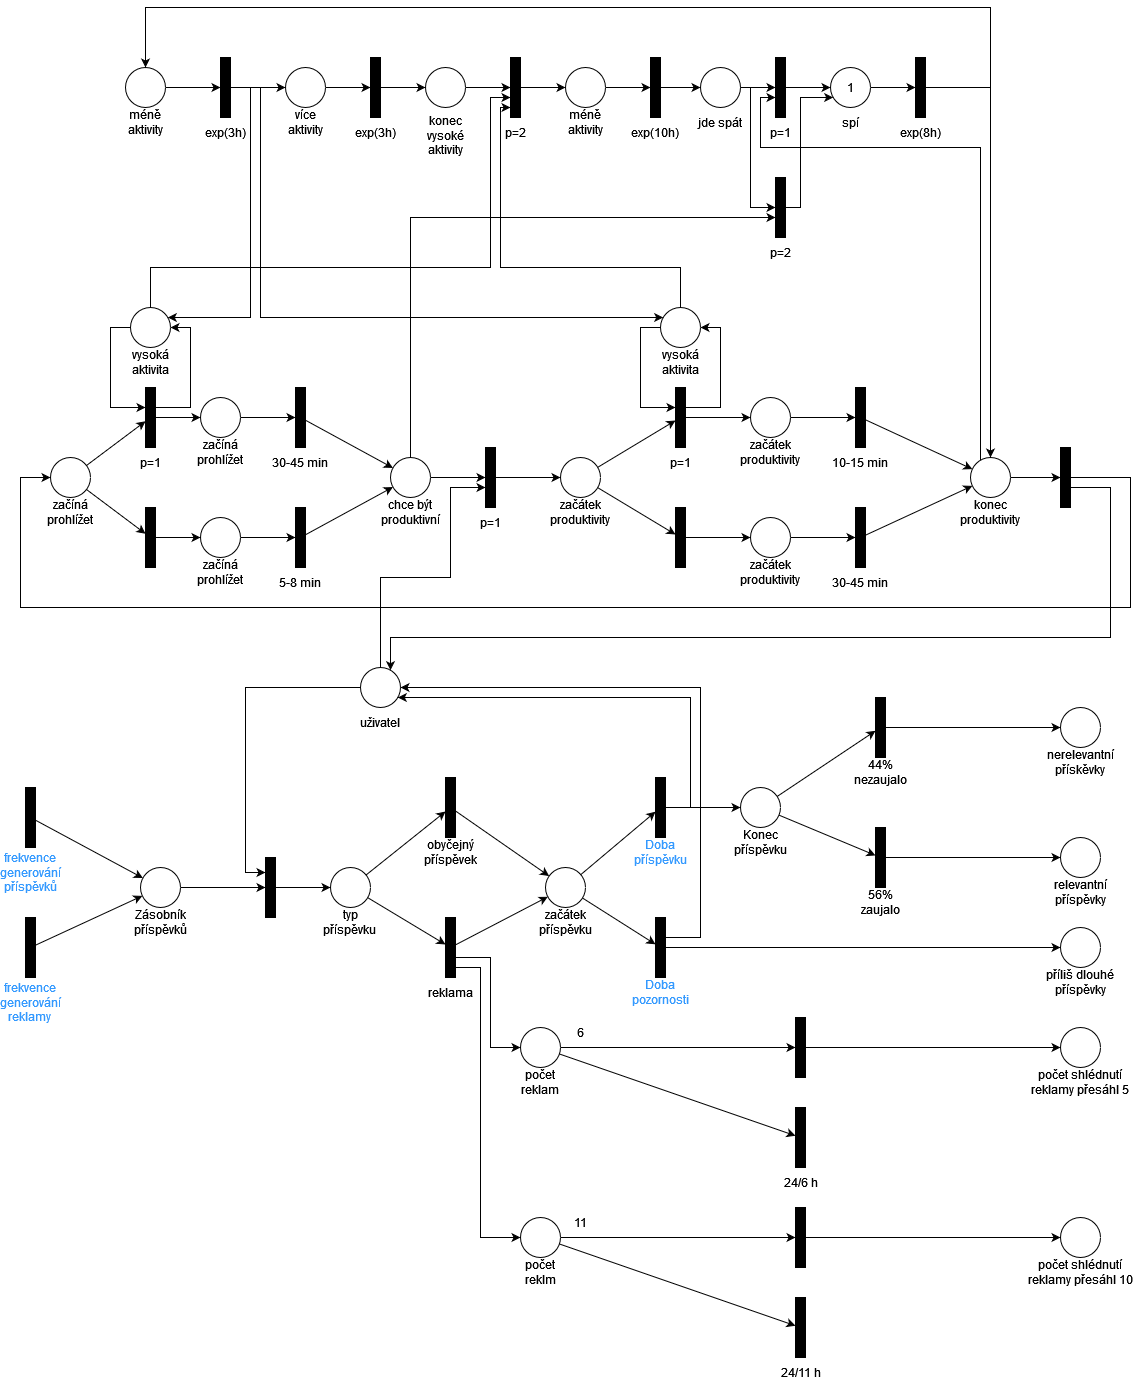 1
méně
aktivity
exp(3h)
více
aktivity
exp(3h)
konec
vysoké
aktivity
p=2
méně
aktivity
exp(10h)
jde spát
p=1
spí
exp(8h)
p=2
vysoká
aktivita
vysoká
aktivita
p=1
začíná
prohlížet
30-45 min
p=1
začátek
produktivity
10-15 min
začíná
prohlížet
chce být
produktivní
p=1
začátek
produktivity
konec
produktivity
začíná
prohlížet
5-8 min
začátek
produktivity
30-45 min
uživatel
nerelevantní
přískěvky
44%
nezaujalo
frekvence
generování
příspěvků
obyčejný
příspěvek
Doba
příspěvku
Konec
příspěvku
56%
zaujalo
relevantní
příspěvky
Zásobník
příspěvků
typ
příspěvku
začátek
příspěvku
frekvence
generování
reklamy
reklama
Doba
pozornosti
příliš dlouhé
příspěvky
6
počet
reklam
počet shlédnutí
reklamy přesáhl 5
24/6 h
11
počet
reklm
počet shlédnutí
reklamy přesáhl 10
24/11 h